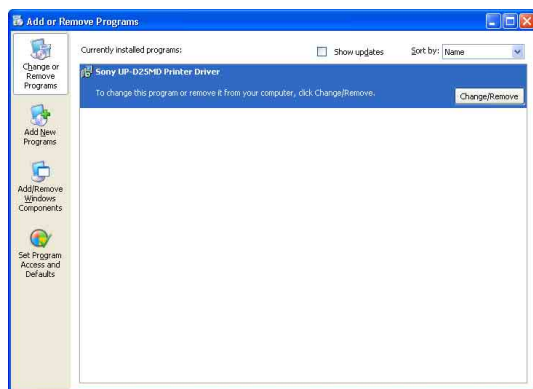 Add or Remove Programs
Change or
Remove
Programs
Currently installed programs:
Show updates
Sort by:
Name
Sony UP-D25MD Printer Driver
To change this program or remove it from your computer, click Change/Remove.
Change/Remove
Add New
Programs
Add/Remove
Windows
Components
Set Program
Access and
Defaults